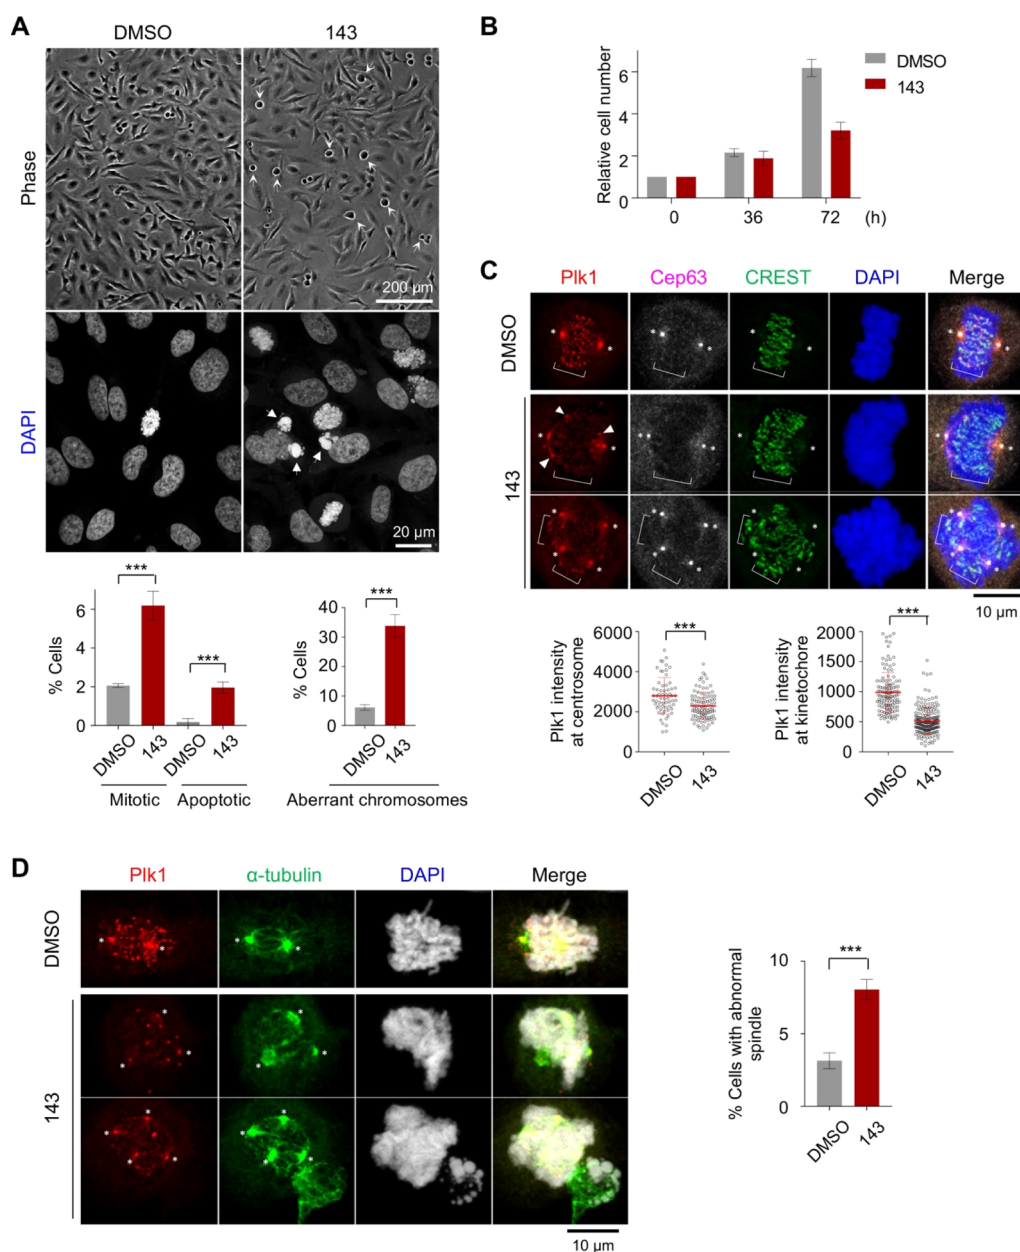 A
DMSO
143
Phase
200 µm
DAPI
20 µm
% Cells
6
4
2
0
***
***
DMSO
143
DMSO
143
Mitotic
Apoptotic
% Cells
40
30
20
10
0
***
DMSO
143
Aberrant chromosomes
B
Relative cell number
6
4
2
0
0
36
72
(h)
DMSO
143
C
Plk1
Cep63
CREST
DAPI
Merge
DMSO
143
10 µm
Plk1 intensity
at centrosome
6000
4000
2000
0
***
DMSO
143
Plk1 intensity
at kinetochore
2000
1500
1000
500
0
***
DMSO
143
D
Plk1
α-tubulin
DAPI
Merge
DMSO
143
10 µm
% Cells with abnormal
spindle
10
5
0
***
DMSO
143